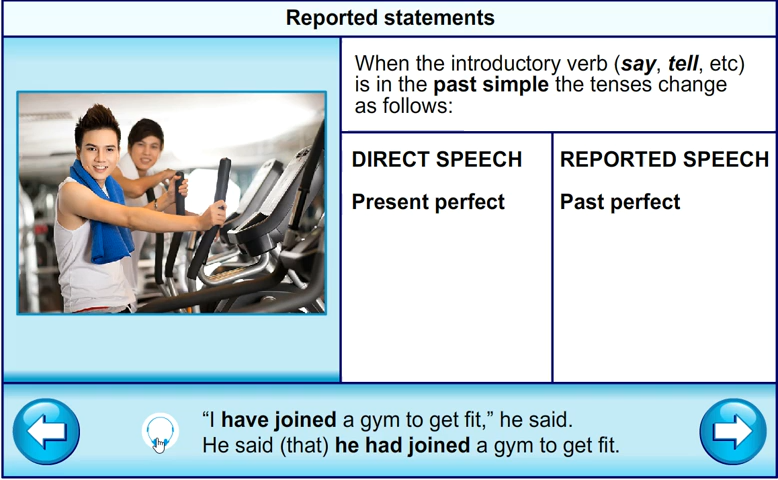 Reported statements
When the introductory verb (say, tell, etc)
is in the past simple the tenses change
as follows:
DIRECT SPEECH
Present perfect
REPORTED SPEECH
Past perfect
“I have joined a gym to get fit,” he said.
He said (that) he had joined a gym to get fit.